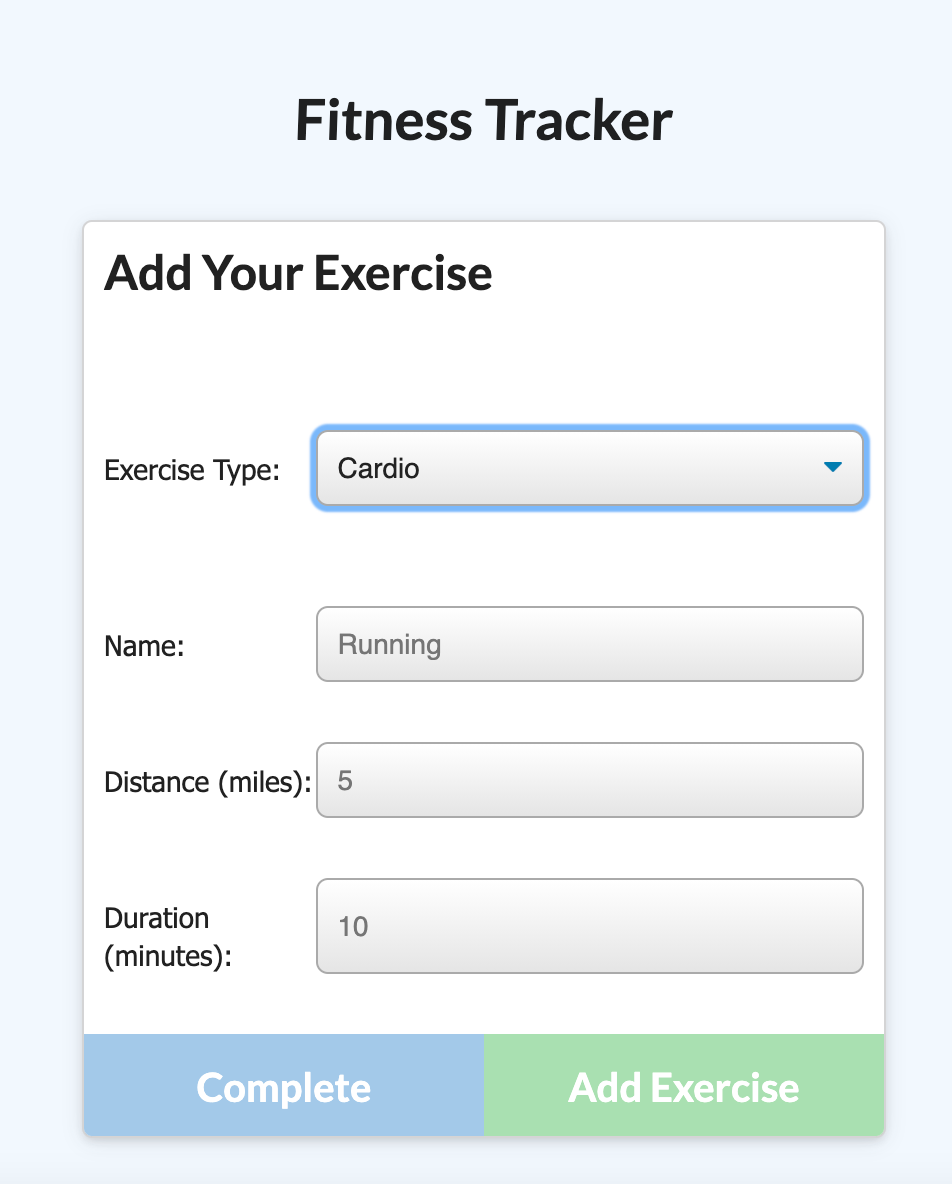 Fitness Tracker
Add Your Exercise
Exercise Type: Cardio
Name: Running
Distance (miles): 5
Duration
(minutes): 10
Complete Add Exercise